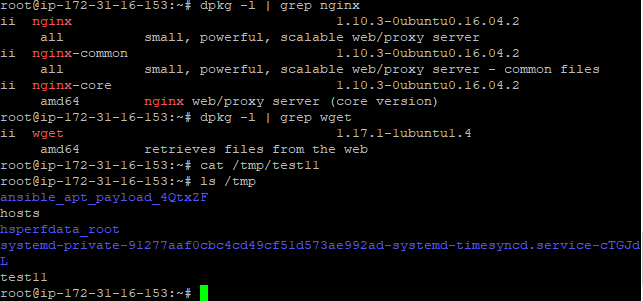 root@ip-172-31-16-153:~# dpkg -l | grep nginx
ii  nginx                              1.10.3-0ubuntu0.16.04.2
     all          small, powerful, scalable web/proxy server
ii  nginx-common                       1.10.3-0ubuntu0.16.04.2
     all          small, powerful, scalable web/proxy server - common files
ii  nginx-core                         1.10.3-0ubuntu0.16.04.2
     amd64        nginx web/proxy server (core version)
root@ip-172-31-16-153:~# dpkg -l | grep wget
ii  wget                               1.17.1-1ubuntu1.4
     amd64        retrieves files from the web
root@ip-172-31-16-153:~# cat /tmp/test11
root@ip-172-31-16-153:~# ls /tmp
ansible_apt_payload_4QtxZF
hosts
hsperfdata_root
systemd-private-91277aaf0cbc4cd49cf51d573ae992ad-systemd-timesyncd.service-cTGJd
L
test11
root@ip-172-31-16-153:~#